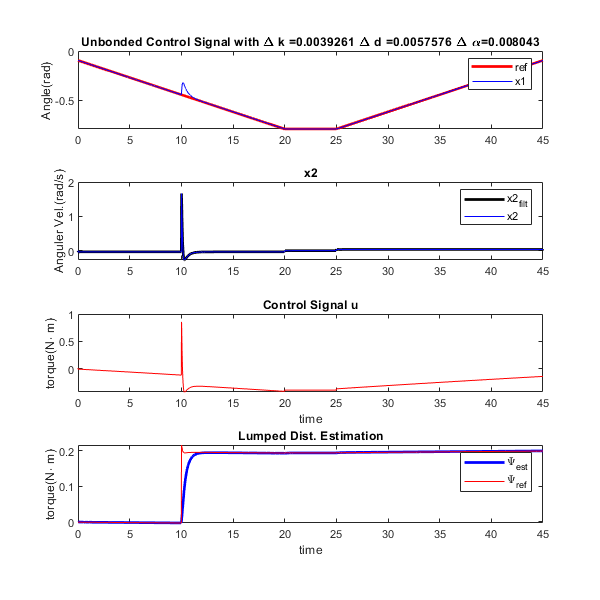 Unbonded Control Signal with Δ k =0.0039261 Δ d =0.0057576 Δ α=0.008043
Angle(rad)
0
-0.5
ref
x1
0 5 10 15 20 25 30 35 40 45
x2
Anguler Vel.(rad/s)
2
1
0
x2filt
x2
0 5 10 15 20 25 30 35 40 45
Control Signal u
torque(N· m)
1
0.5
0
0 5 10 15 20 25 30 35 40 45
time
Lumped Dist. Estimation
torque(N· m)
0.2
0.1
0
Ψest
Ψref
0 5 10 15 20 25 30 35 40 45
time